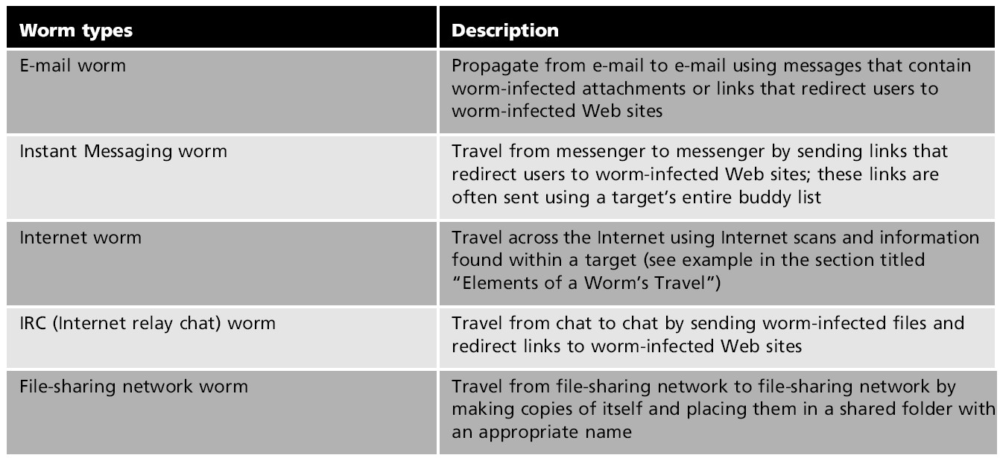 Worm types
Description
E-mail worm
Propagate from e-mail to e-mail using messages that contain
worm-infected attachments or links that redirect users to
worm-infected Web sites
Instant Messaging worm
Travel from messenger to messenger by sending links that
redirect users to worm-infected Web sites; these links are
often sent using a target’s entire buddy list
Internet worm
Travel across the Internet using Internet scans and information
found within a target (see example in the section titled
“Elements of a Worm’s Travel”)
IRC (Internet relay chat) worm
Travel from chat to chat by sending worm-infected files and
redirect links to worm-infected Web sites
File-sharing network worm
Travel from file-sharing network to file-sharing network by
making copies of itself and placing them in a shared folder with
an appropriate name